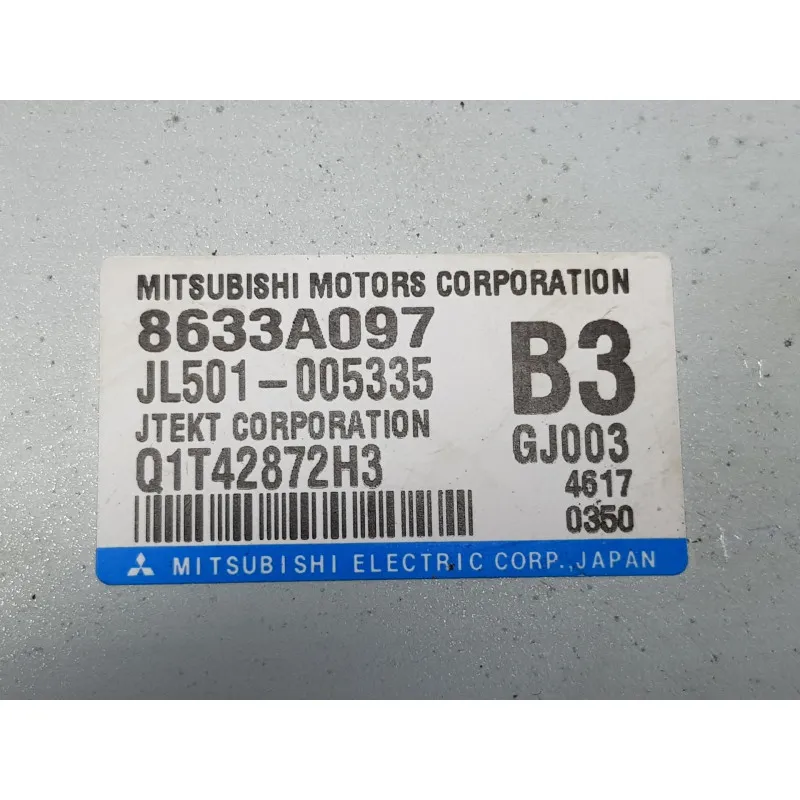 MITSUBISHI MOTORS CORPORATION
8633A097
B3
JL501-005335
JTEKT CORPORATION
GJ003
Q1T42872H3
4617
0350
MITSUBISHI ELECTRIC CORP., JAPAN